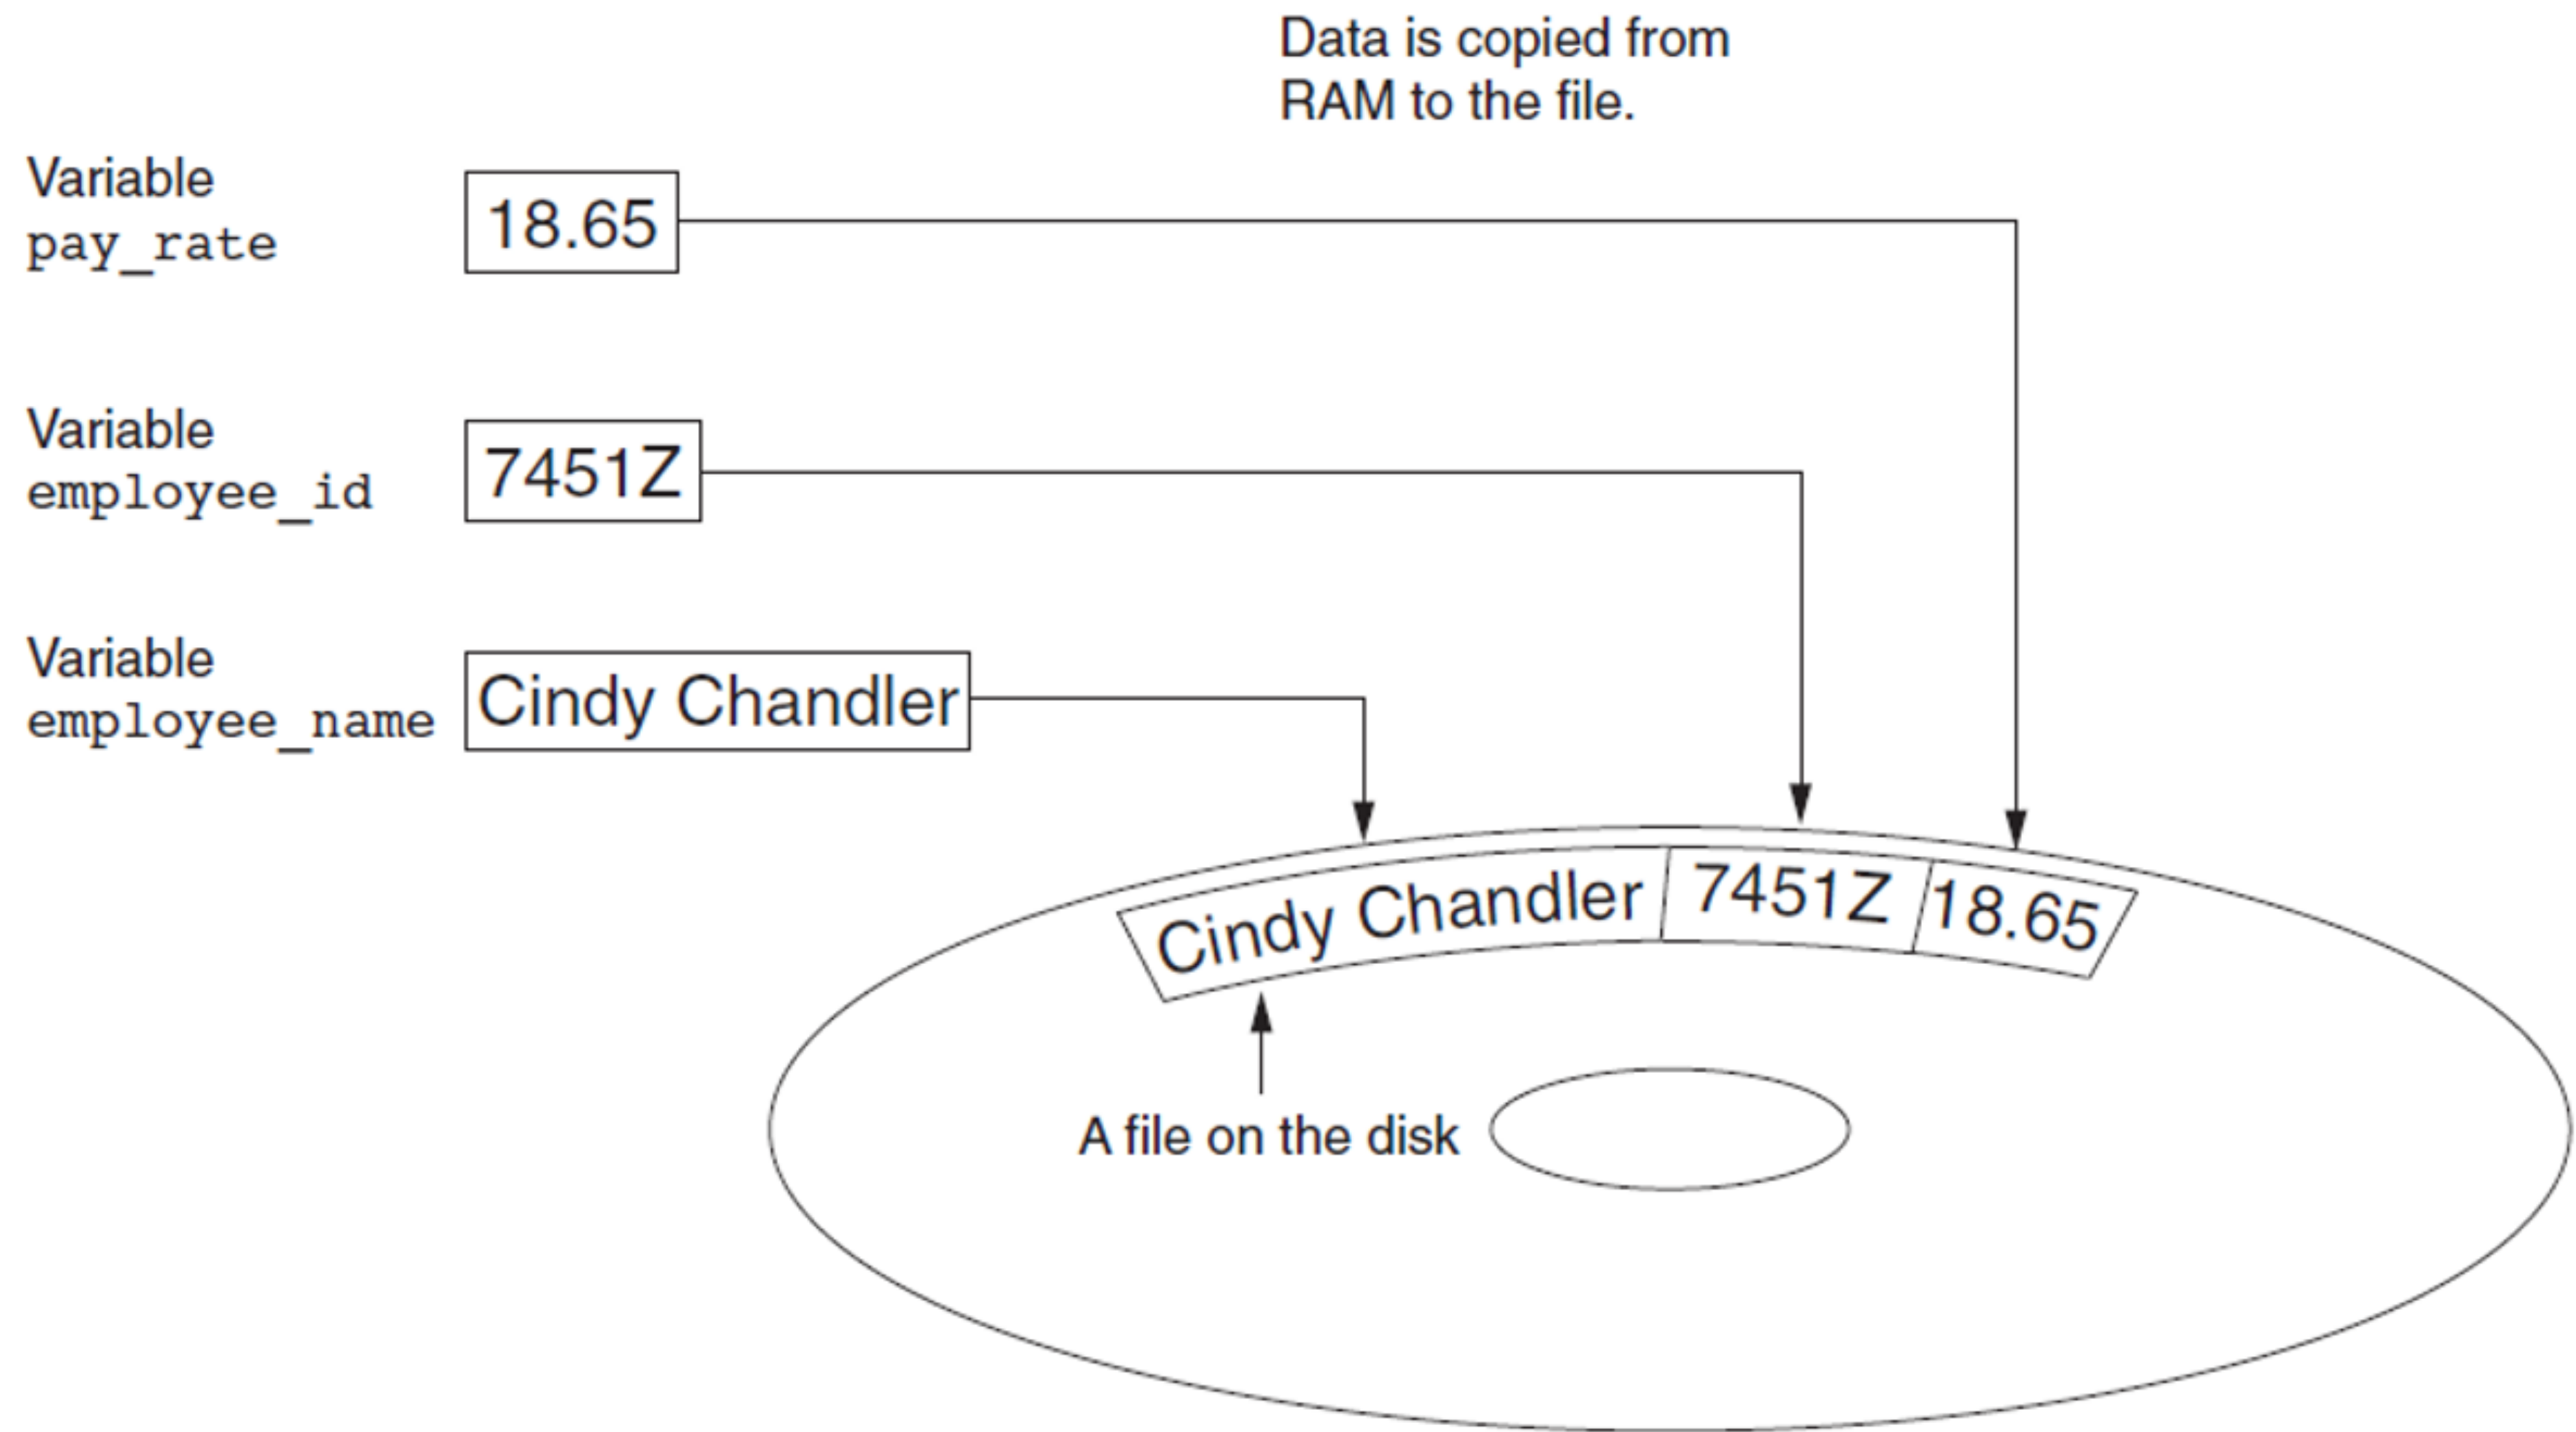 Data is copied from
RAM to the file.
Variable
pay_rate
18.65
Variable
employee_id
7451Z
Variable
employee_name
Cindy Chandler
Cindy Chandler 7451Z 18.65
A file on the disk